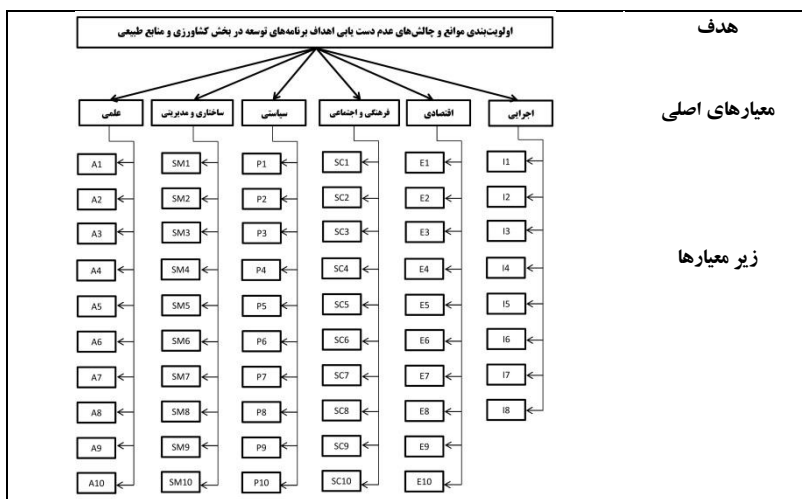 هدف
اولویت‌بندی موانع و چالش‌های عدم دست یابی اهداف برنامه‌های توسعه در بخش کشاورزی و منابع طبیعی
معیارهای اصلی
اجرایی
اقتصادی
فرهنگی و اجتماعی
سیاستی
ساختاری و مدیریتی
علمی
زیر معیارها
I1
I2
I3
I4
I5
I6
I7
I8
E1
E2
E3
E4
E5
E6
E7
E8
E9
E10
SC1
SC2
SC3
SC4
SC5
SC6
SC7
SC8
SC9
SC10
P1
P2
P3
P4
P5
P6
P7
P8
P9
P10
SM1
SM2
SM3
SM4
SM5
SM6
SM7
SM8
SM9
SM10
A1
A2
A3
A4
A5
A6
A7
A8
A9
A10